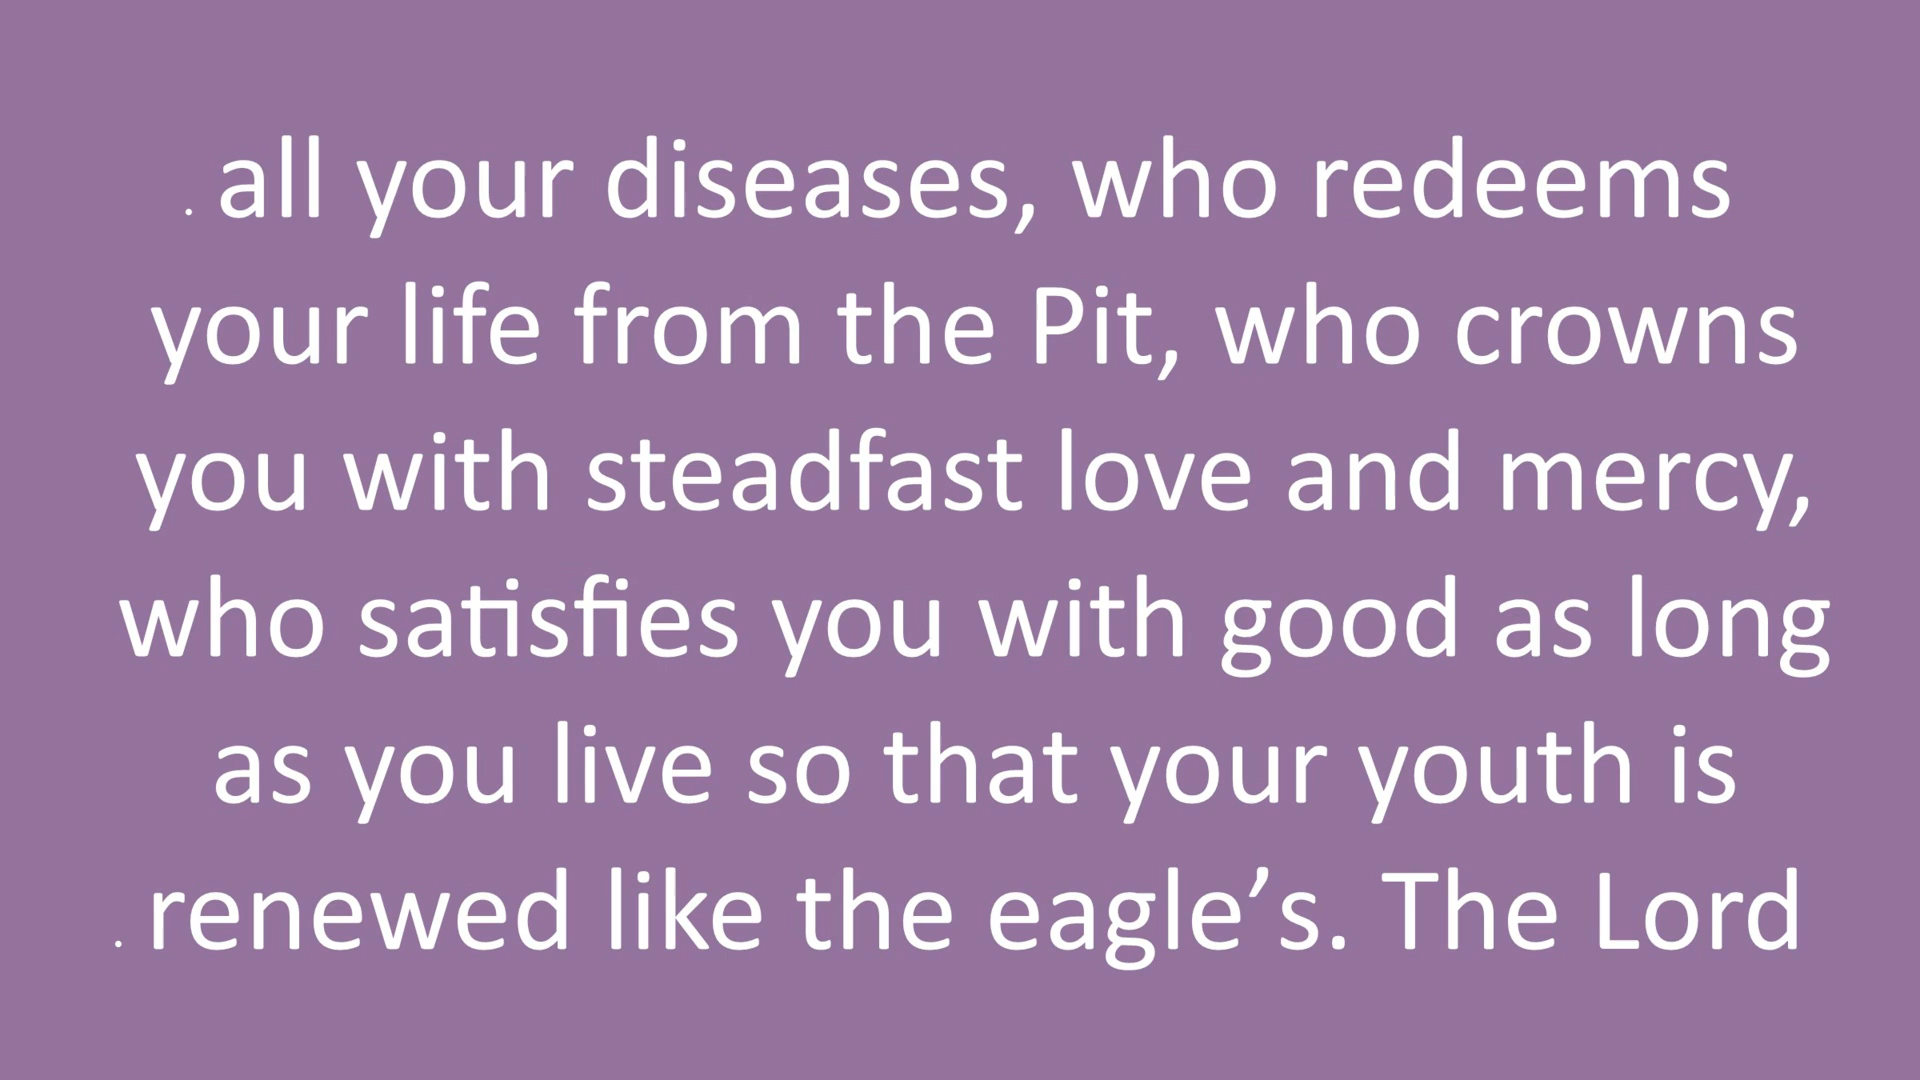 . all your diseases, who redeems
your life from the Pit, who crowns
you with steadfast love and mercy,
who satisfies you with good as long
as you live so that your youth is
. renewed like the eagle’s. The Lord